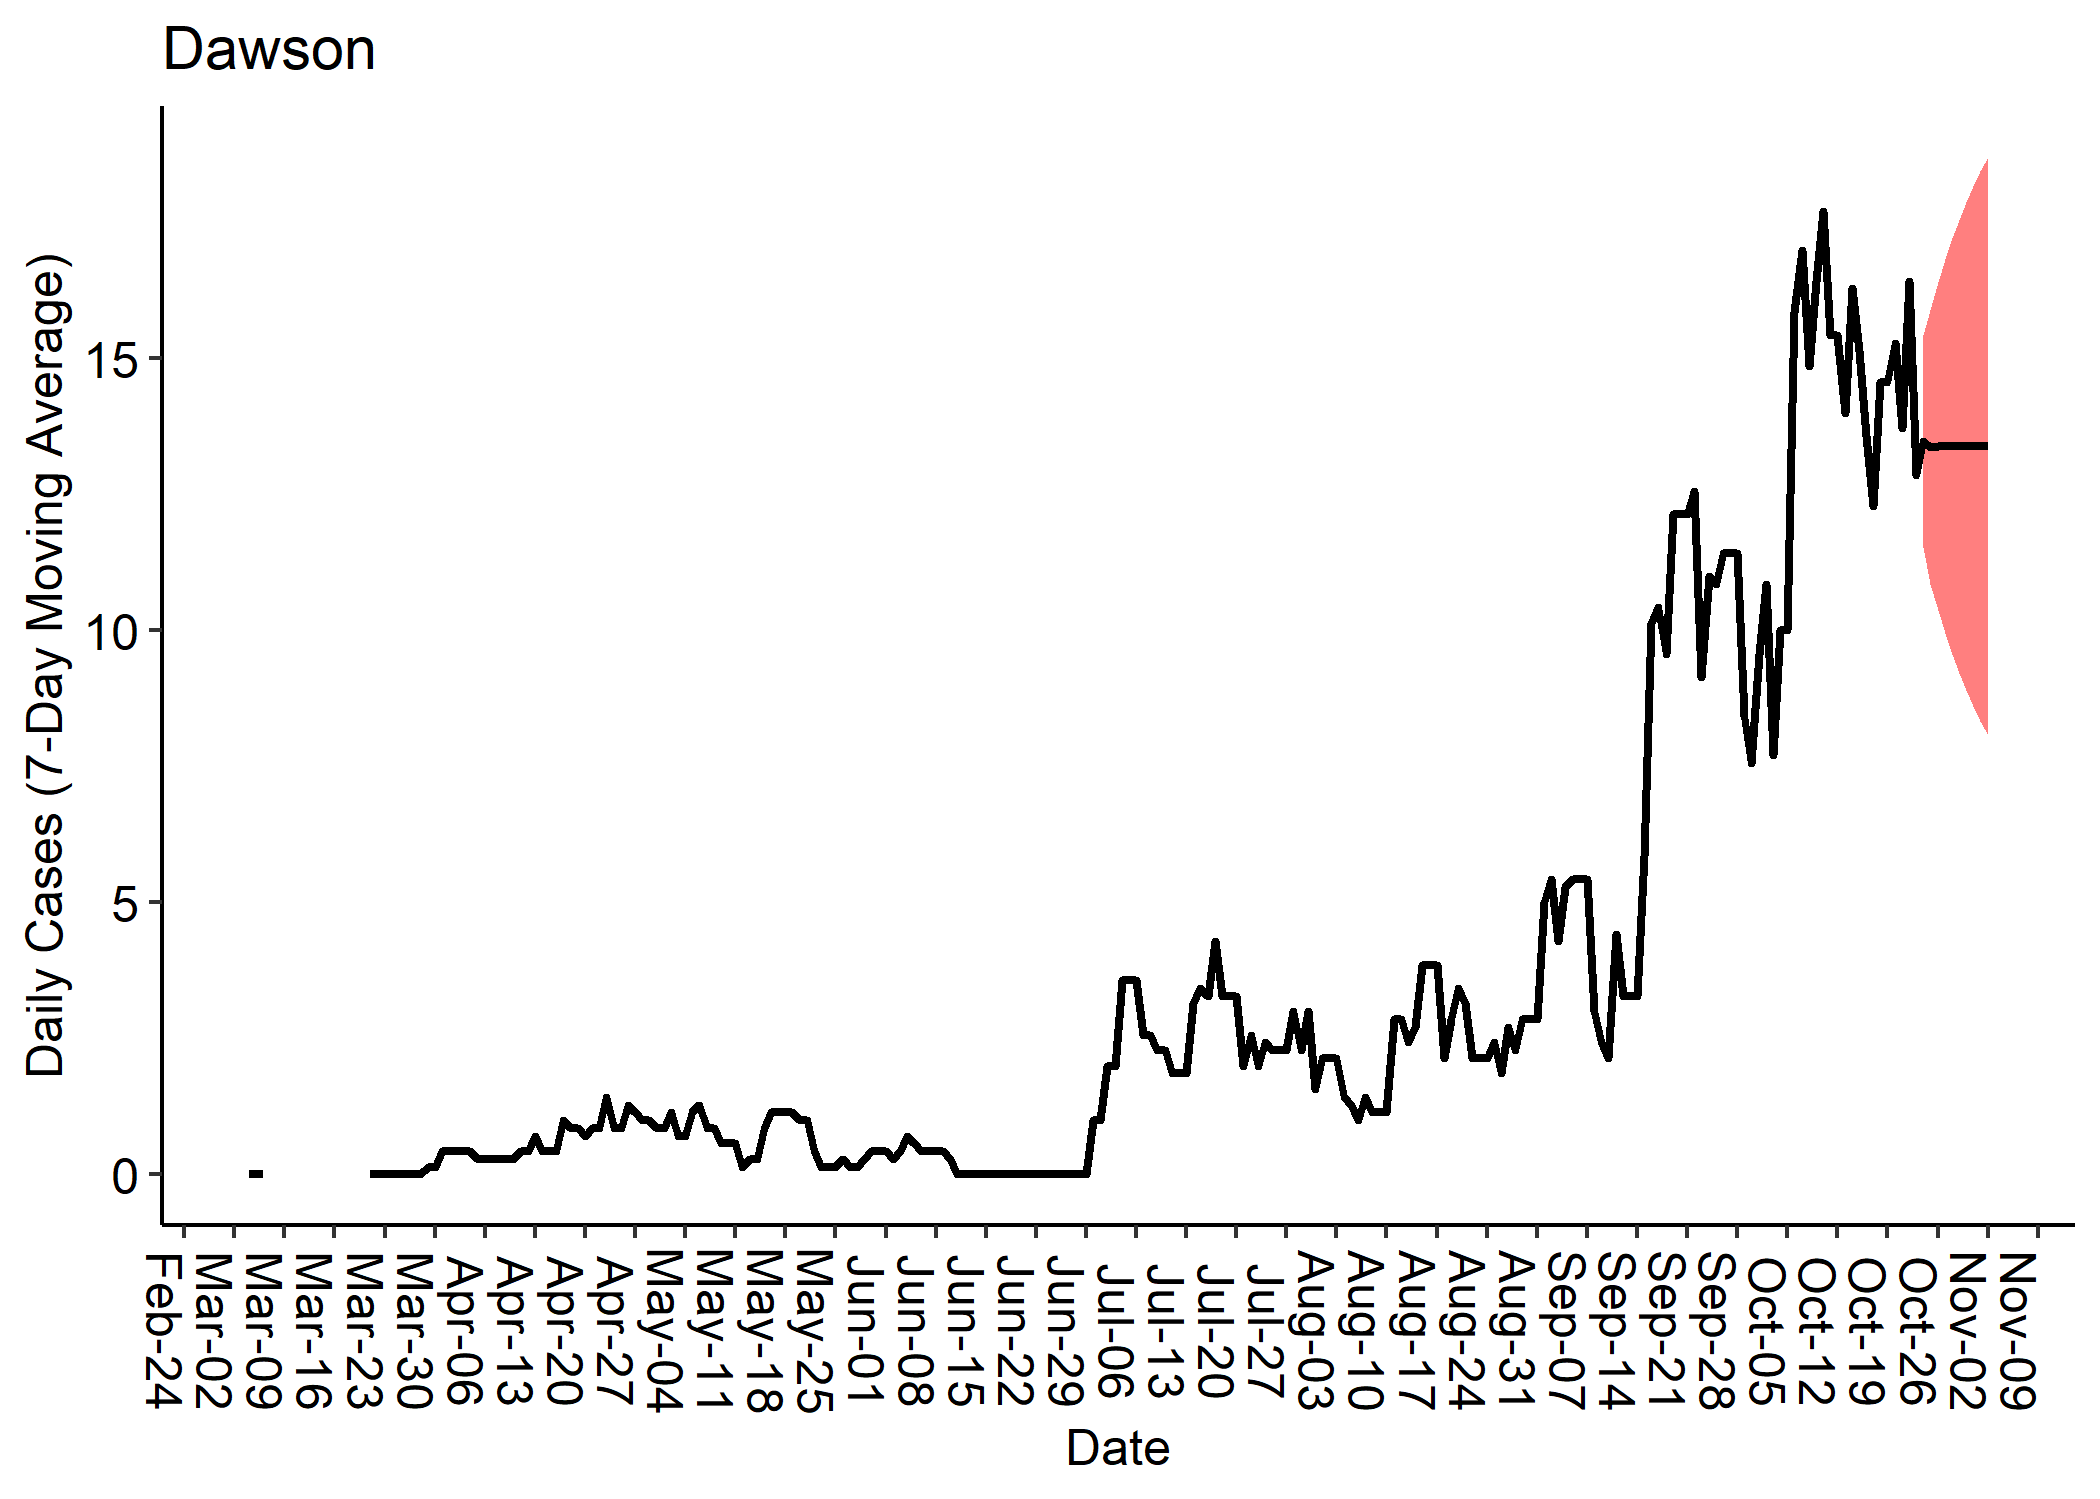 Dawson
Daily Cases (7-Day Moving Average)
15
10
5
0
Feb-24
Mar-02
Mar-09
Mar-16
Mar-23
Mar-30
Apr-06
Apr-13
Apr-20
Apr-27
May-04
May-11
May-18
May-25
Jun-01
Jun-08
Jun-15
Jun-22
Jun-29
Jul-06
Jul-13
Jul-20
Jul-27
Aug-03
Aug-10
Aug-17
Aug-24
Aug-31
Sep-07
Sep-14
Sep-21
Sep-28
Oct-05
Oct-12
Oct-19
Oct-26
Nov-02
Nov-09
Date